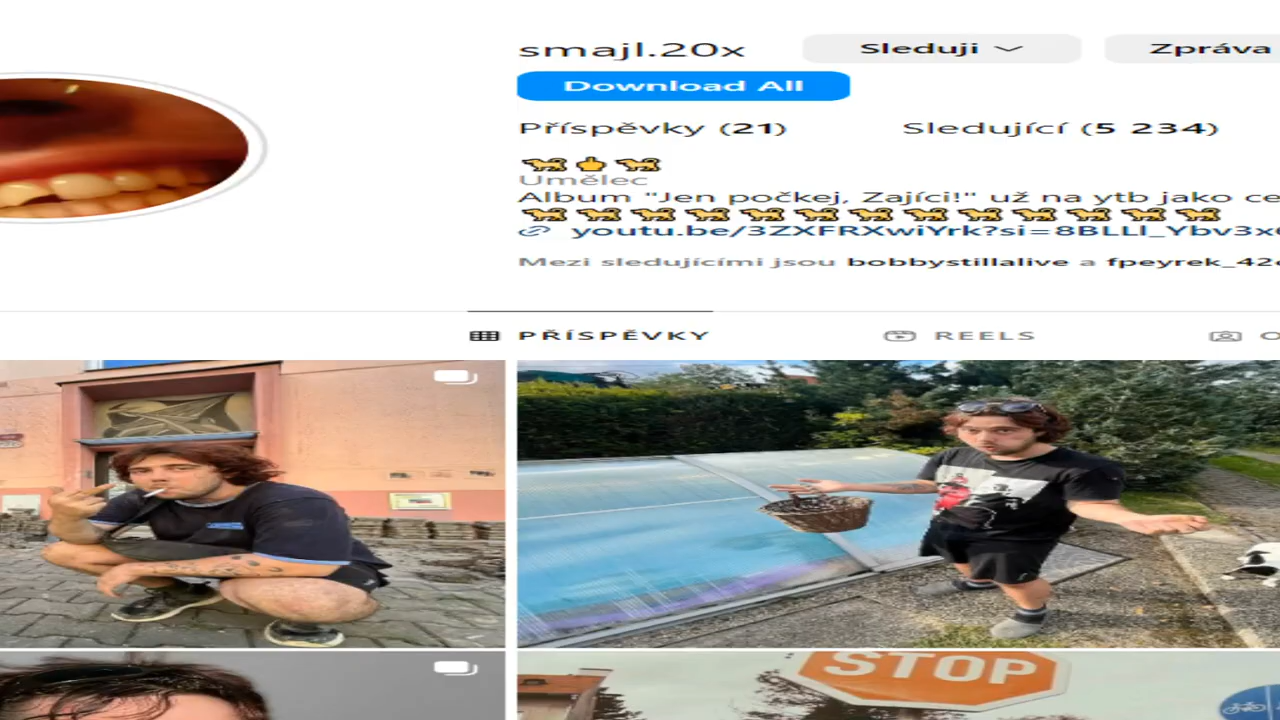 smajl.20x Sleduji Zpráva
Download All
Příspěvky (21) Sledující (5 234)
Umělec
Album "Jen počkej, Zajíci!" už na ytb jako ce
youtu.be/3ZXFRXwiYrk?si=8BLLl_Ybv3x
Mezi sledujícími jsou bobbystillalive a fpeyrek_42
PŘÍSPĚVKY REELS O
STOP